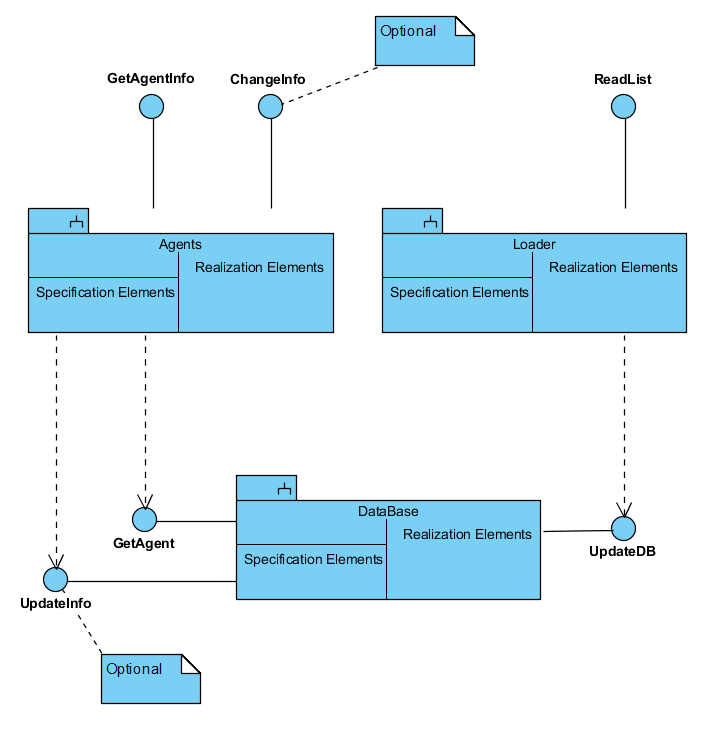 Optional
GetAgentInfo
ChangeInfo
ReadList
Agents
Realization Elements
Specification Elements
Loader
Realization Elements
Specification Elements
DataBase
Realization Elements
Specification Elements
GetAgent
UpdateDB
UpdateInfo
Optional